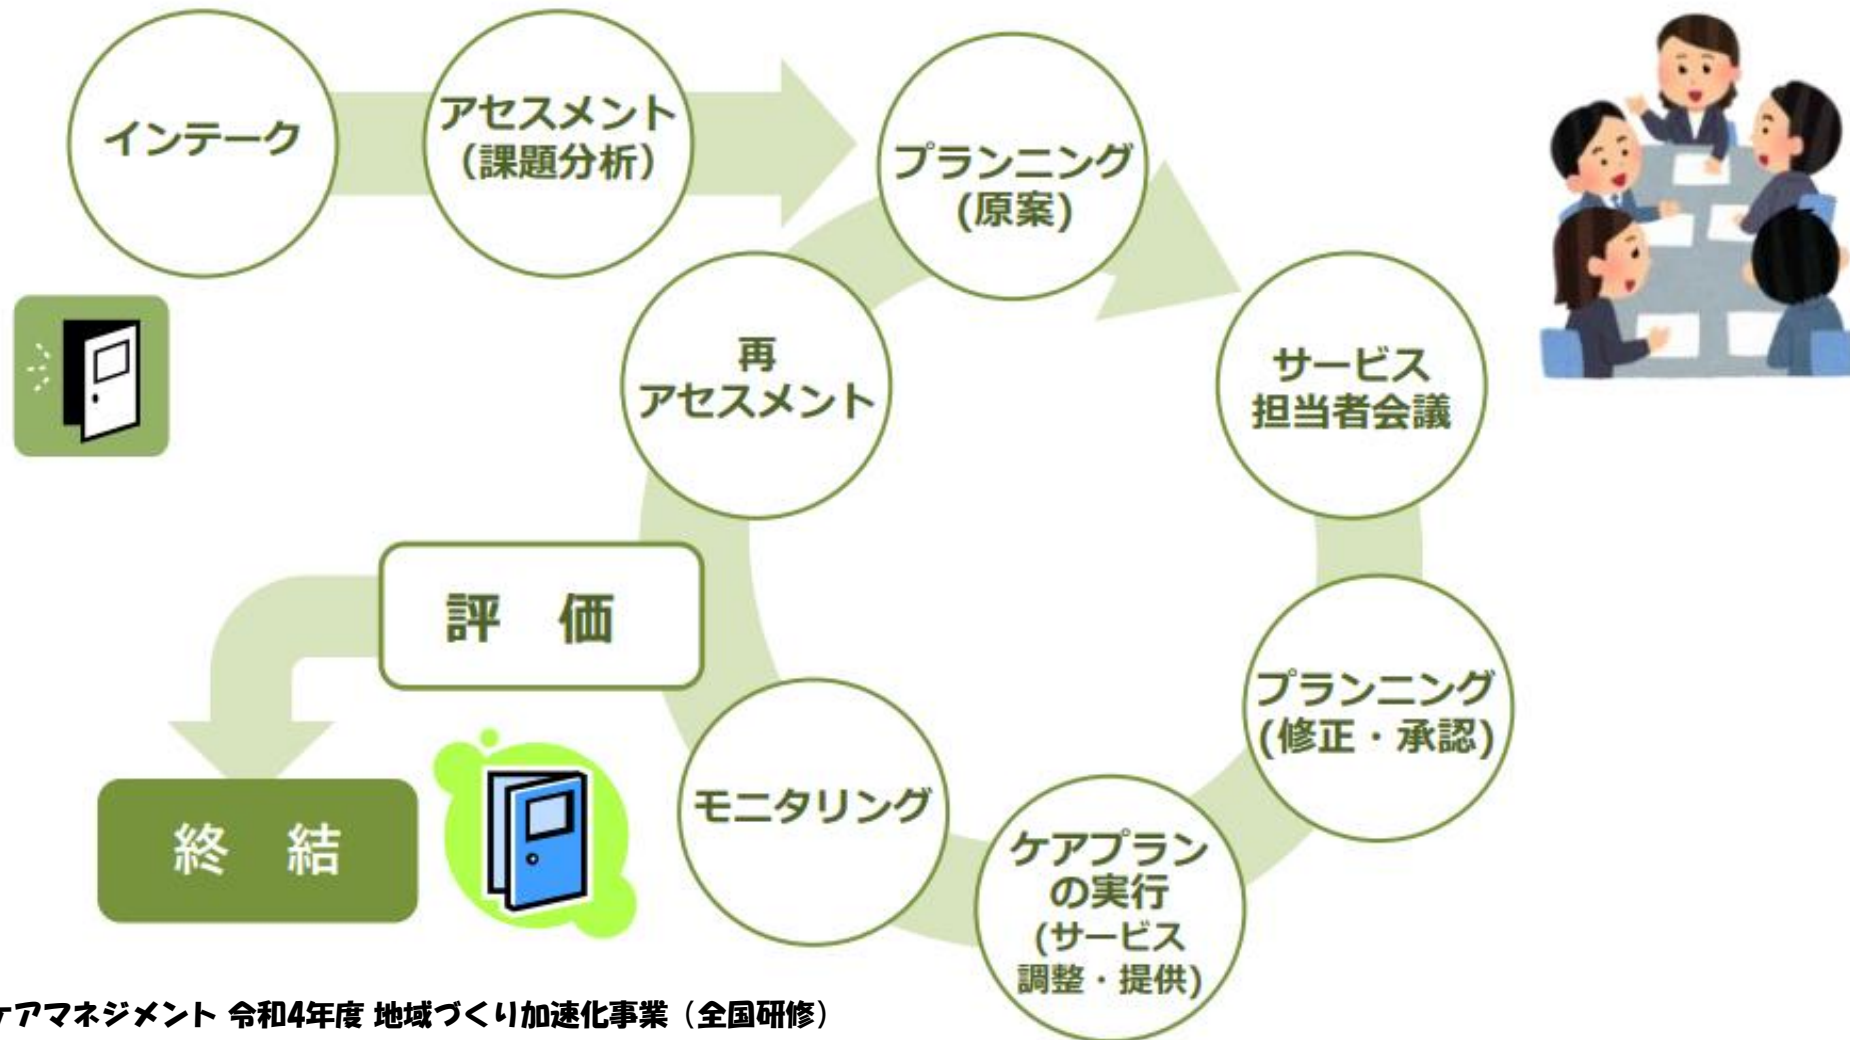 インテーク
アセスメント
（課題分析）
プランニング
(原案)
再
アセスメント
サービス
担当者会議
評　価
プランニング
(修正・承認)
モニタリング
終　結
ケアプラン
の実行
(サービス
調整・提供)
ケアマネジメント 令和4年度 地域づくり加速化事業（全国研修）